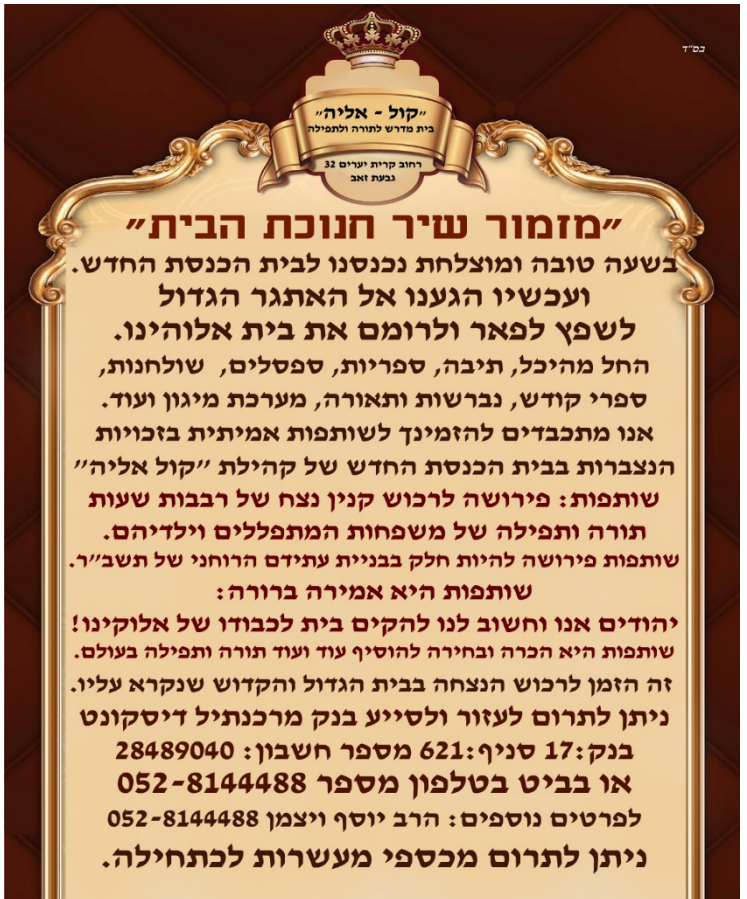 בס״ד
״קול - אליה״
בית מדרש לתורה ולתפילה
רחוב קרית יערים 32
גבעת זאב
״מזמור שיר חנוכת הבית״
בשעה טובה ומוצלחת נכנסנו לבית הכנסת החדש.
ועכשיו הגענו אל האתגר הגדול
לשפץ לפאר ולרומם את בית אלוהינו.
החל מהיכל, תיבה, ספריות, ספסלים, שולחנות,
ספרי קודש, נברשות ותאורה, מערכת מיגון ועוד.
אנו מתכבדים להזמינך לשותפות אמיתית בזכויות
הנצברות בבית הכנסת החדש של קהילת ״קול אליה״
שותפות: פירושה לרכוש קנין נצח של רבבות שעות
תורה ותפילה של משפחות המתפללים וילדיהם.
שותפות פירושה להיות חלק בבניית עתידם הרוחני של תשב״ר.
שותפות היא אמירה ברורה:
יהודים אנו וחשוב לנו להקים בית לכבודו של אלוקינו!
שותפות היא הכרה ובחירה להוסיף עוד ועוד תורה ותפילה בעולם.
זה הזמן לרכוש הנצחה בבית הגדול והקדוש שנקרא עליו.
ניתן לתרום לעזור ולסייע בנק מרכנתיל דיסקונט
בנק:17 סניף:621 מספר חשבון: 28489040
או בביט בטלפון מספר 052-8144488
לפרטים נוספים: הרב יוסף ויצמן 052-8144488
ניתן לתרום מכספי מעשרות לכתחילה.